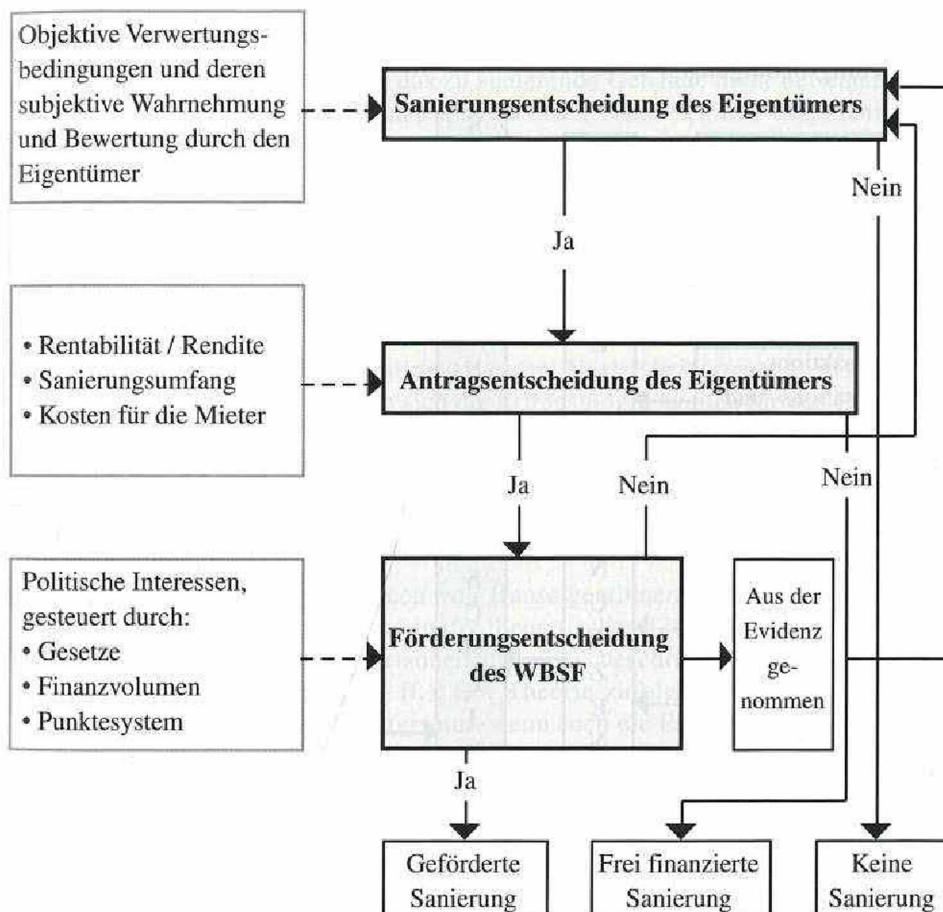 Objektive Verwertungs-
bedingungen und deren
subjektive Wahrnehmung
und Bewertung durch den
Eigentümer
Sanierungsentscheidung des Eigentümers
Nein
Ja
• Rentabilität / Rendite
• Sanierungsumfang
• Kosten für die Mieter
Antragsentscheidung des Eigentümers
Ja
Nein
Nein
Politische Interessen,
gesteuert durch:
• Gesetze
• Finanzvolumen
• Punktesystem
Förderungsentscheidung
des WBSF
Aus der
Evidenz
ge-
nommen
Ja
Geförderte
Sanierung
Frei finanzierte
Sanierung
Keine
Sanierung